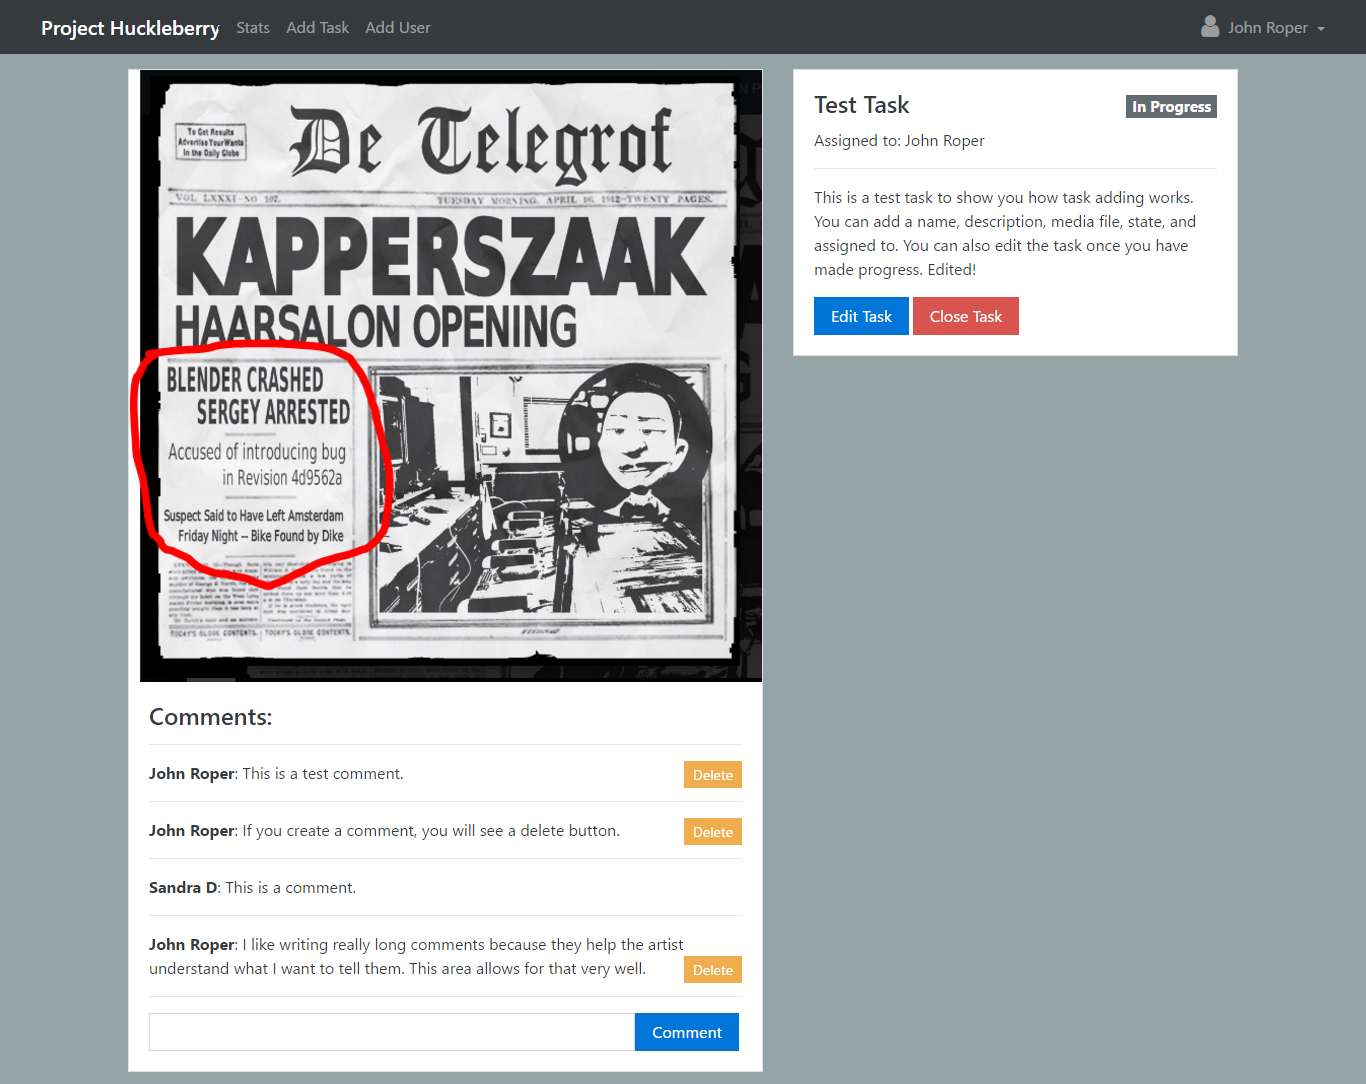 Project Huckleberry Stats Add Task Add User John Roper
To Get Results
Advertise Your Wants
in the Daily Globe
De Telegrof
VOL LXXXI-NO 107. TUESDAY MORNING, APRIL 16, 1912-TWENTY PAGES.
KAPPERSZAAK
HAARSALON OPENING
BLENDER CRASHED
SERGEY ARRESTED
Accused of introducing bug
in Revision 4d9562a
Suspect Said to Have Left Amsterdam
Friday Night -- Bike Found by Dike
TODAY'S GLOBE CONTENTS. TODAY'S GLOBE CONTENTS.
Test Task
In Progress
Assigned to: John Roper
This is a test task to show you how task adding works.
You can add a name, description, media file, state, and
assigned to. You can also edit the task once you have
made progress. Edited!
Edit Task Close Task
Comments:
John Roper: This is a test comment. Delete
John Roper: If you create a comment, you will see a delete button. Delete
Sandra D: This is a comment.
John Roper: I like writing really long comments because they help the artist
understand what I want to tell them. This area allows for that very well. Delete
Comment